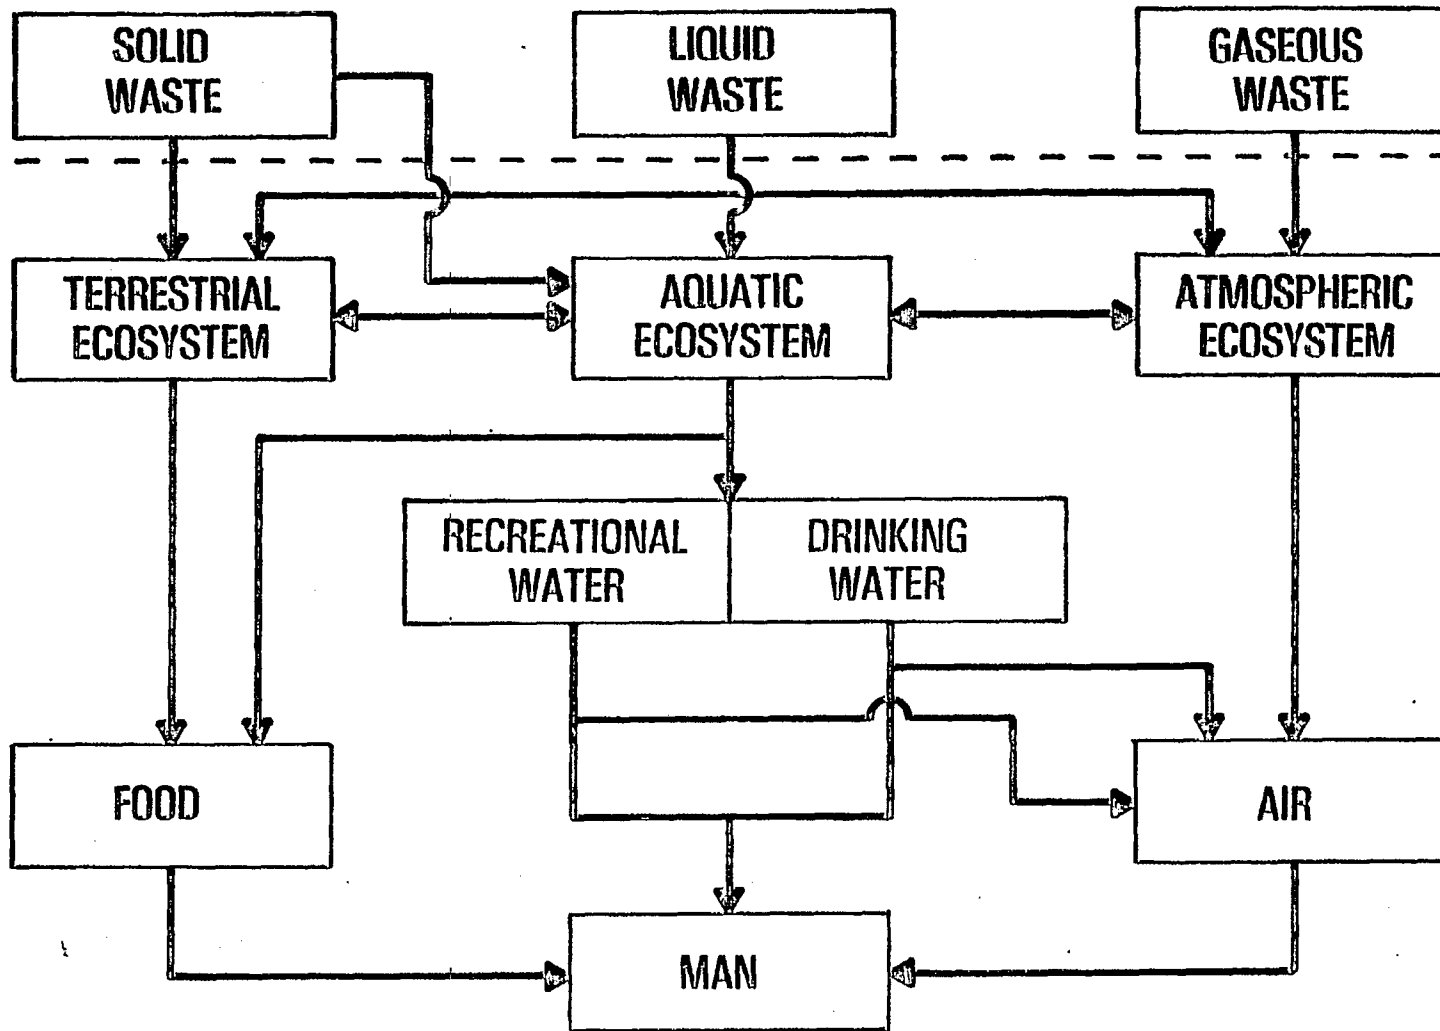 SOLID
WASTE
LIQUID
WASTE
GASEOUS
WASTE
TERRESTRIAL
ECOSYSTEM
AQUATIC
ECOSYSTEM
ATMOSPHERIC
ECOSYSTEM
RECREATIONAL
WATER
DRINKING
WATER
FOOD
AIR
MAN